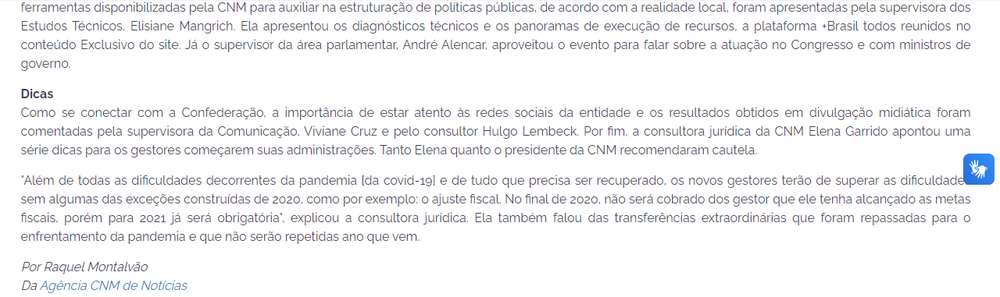 ferramentas disponibilizadas pela CNM para auxiliar na estruturação de políticas públicas, de acordo com a realidade local, foram apresentadas pela supervisora dos
Estudos Técnicos, Elisiane Mangrich. Ela apresentou os diagnósticos técnicos e os panoramas de execução de recursos, a plataforma +Brasil todos reunidos no
conteúdo Exclusivo do site. Já o supervisor da área parlamentar, André Alencar, aproveitou o evento para falar sobre a atuação no Congresso e com ministros de
governo.
Dicas
Como se conectar com a Confederação, a importância de estar atento às redes sociais da entidade e os resultados obtidos em divulgação midiática foram
comentadas pela supervisora da Comunicação, Viviane Cruz e pelo consultor Hulgo Lembeck. Por fim, a consultora jurídica da CNM Elena Garrido apontou uma
série dicas para os gestores começarem suas administrações. Tanto Elena quanto o presidente da CNM recomendaram cautela.
"Além de todas as dificuldades decorrentes da pandemia [da covid-19] e de tudo que precisa ser recuperado, os novos gestores terão de superar as dificuldade
sem algumas das exceções construídas de 2020, como por exemplo: o ajuste fiscal. No final de 2020, não será cobrado dos gestor que ele tenha alcançado as metas
fiscais, porém para 2021 já será obrigatória", explicou a consultora jurídica. Ela também falou das transferências extraordinárias que foram repassadas para o
enfrentamento da pandemia e que não serão repetidas ano que vem.
Por Raquel Montalvão
Da Agência CNM de Notícias